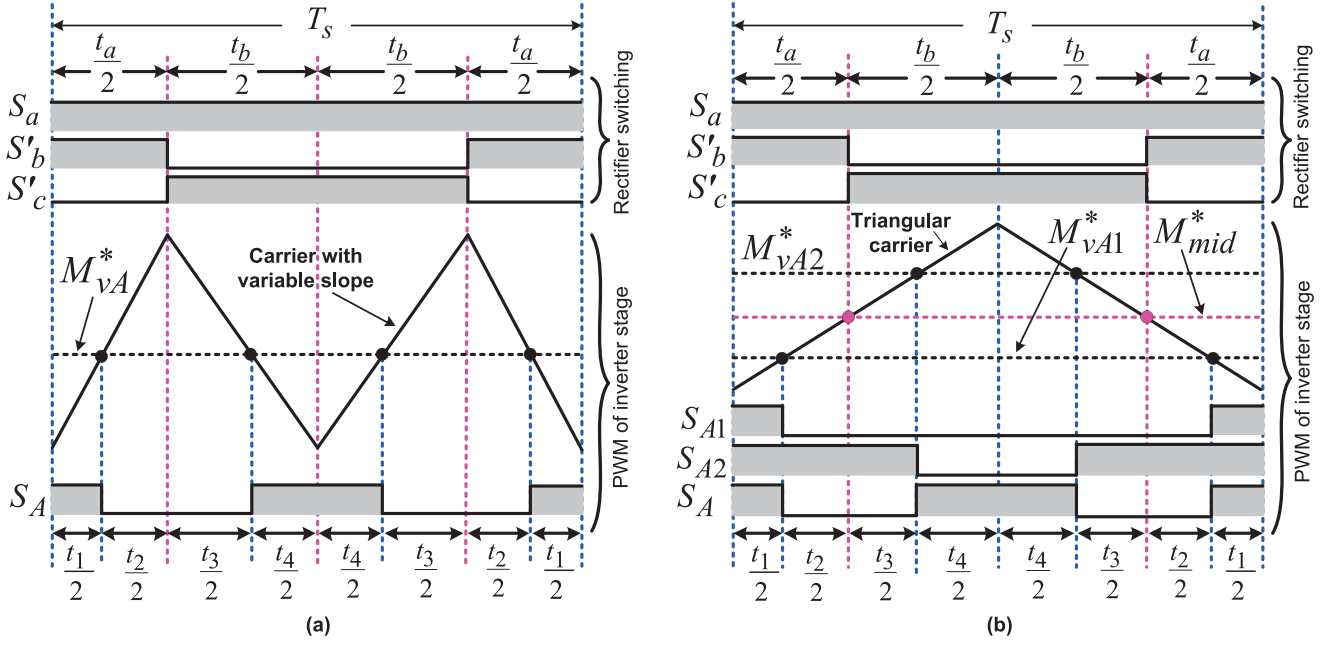 T_s
t_a/2 t_b/2 t_b/2 t_a/2
S_a
S'_b
S'_c
Rectifier switching
M*_vA
Carrier with
variable slope
PWM of inverter stage
S_A
t_1/2 t_2/2 t_3/2 t_4/2 t_4/2 t_3/2 t_2/2 t_1/2
(a)
T_s
t_a/2 t_b/2 t_b/2 t_a/2
S_a
S'_b
S'_c
Rectifier switching
M*_vA2
Triangular
carrier
M*_vA1
M*_mid
PWM of inverter stage
S_A1
S_A2
S_A
t_1/2 t_2/2 t_3/2 t_4/2 t_4/2 t_3/2 t_2/2 t_1/2
(b)